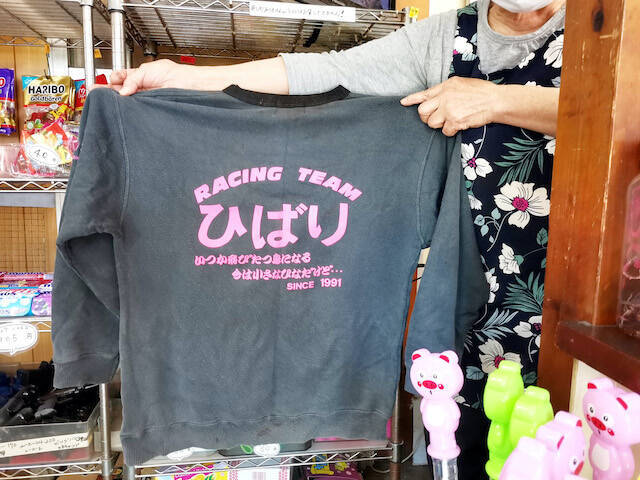 HARIBO
Goldbären
RACING TEAM
ひばり
いつか飛びたつ鳥になる
今は小さなひなだけど…
SINCE 1991